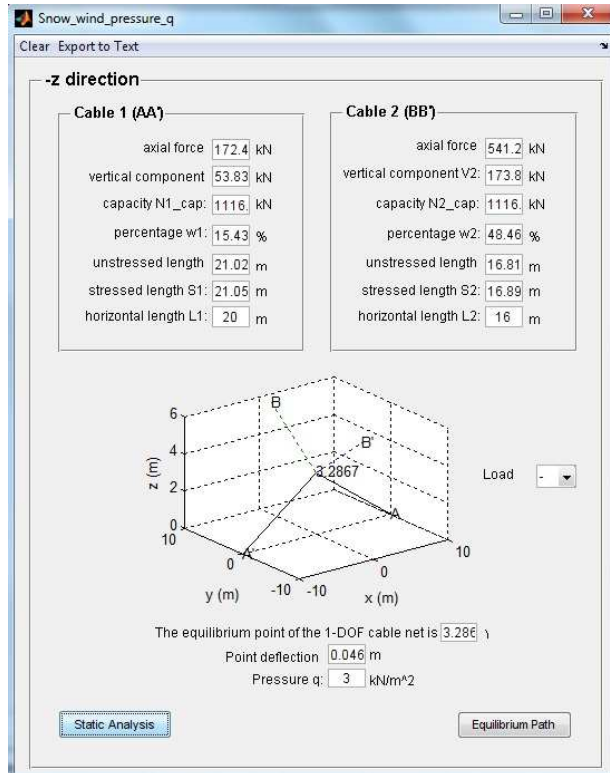 Snow_wind_pressure_q
Clear Export to Text
-z direction
Cable 1 (AA')
axial force 172.4 kN
vertical component 53.83 kN
capacity N1_cap: 1116. kN
percentage w1: 15.43 %
unstressed length 21.02 m
stressed length S1: 21.05 m
horizontal length L1: 20 m
Cable 2 (BB')
axial force 541.2 kN
vertical component V2: 173.8 kN
capacity N2_cap: 1116. kN
percentage w2: 48.46 %
unstressed length 16.81 m
stressed length S2: 16.89 m
horizontal length L2: 16 m
6
4
2
0
z (m)
B
B'
3.2867
A
A'
10
0
-10
y (m)
-10
0
10
x (m)
Load -
The equilibrium point of the 1-DOF cable net is 3.286
Point deflection 0.046 m
Pressure q: 3 kN/m^2
Static Analysis
Equilibrium Path